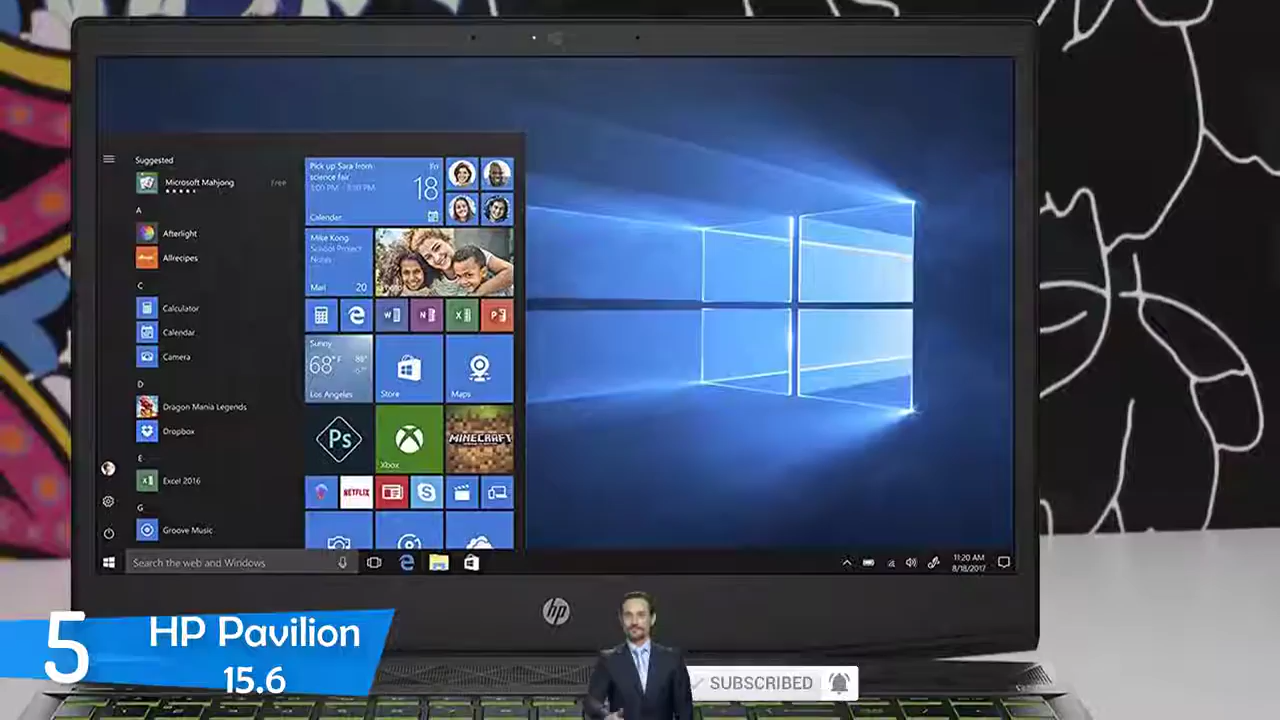 Suggested
Microsoft Mahjong
Free
A
Afterlight
Allrecipes
C
Calculator
Calendar
Camera
D
Dragon Mania Legends
Dropbox
E
Excel 2016
G
Groove Music
Pick up Sara from
science fair
Fri
18
Calendar
Mike Kong
School Project
Notes
Mail 20
Sunny
68°F
88°
Los Angeles
Store
Maps
Ps
Xbox
MINECRAFT
NETFLIX
Search the web and Windows
11:20 AM
8/18/2017
hp
5
HP Pavilion
15.6
SUBSCRIBED